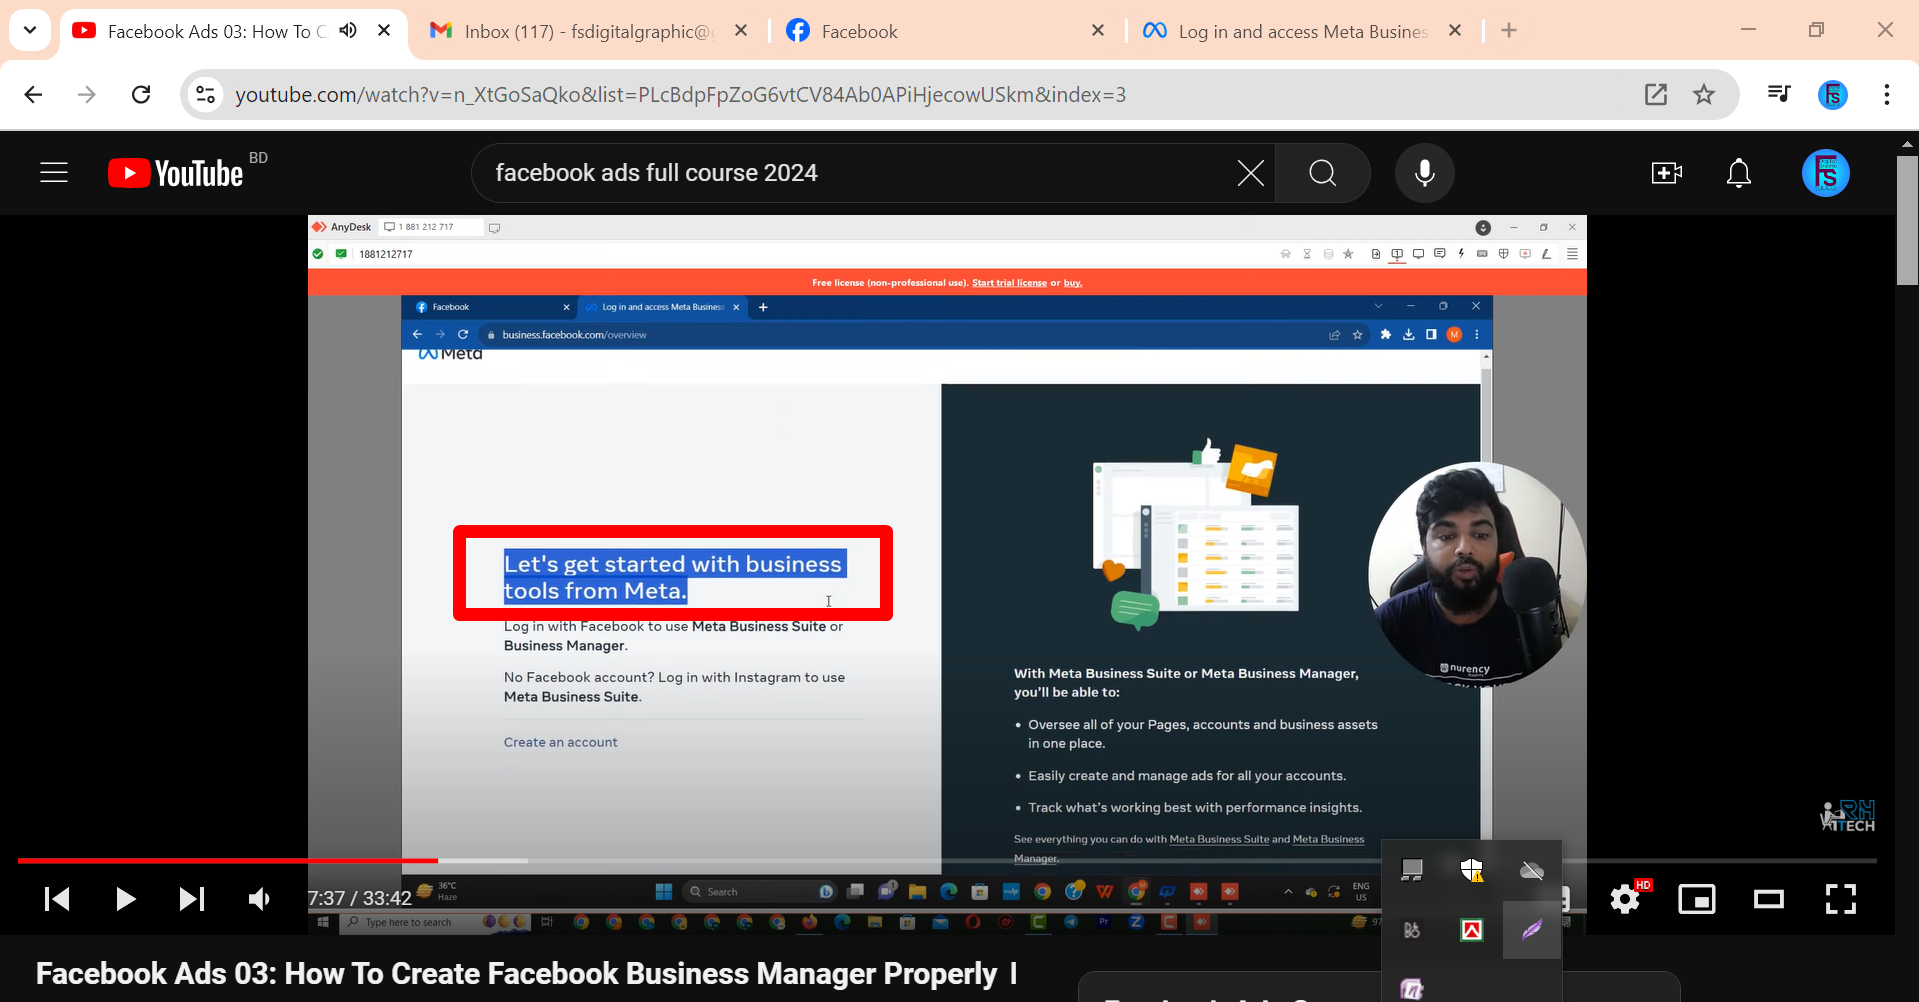 Facebook Ads 03: How To C
Inbox (117) - fsdigitalgraphic@g
Facebook
Log in and access Meta Busines
youtube.com/watch?v=n_XtGoSaQko&list=PLcBdpFpZoG6vtCV84Ab0APiHjecowUSkm&index=3
YouTube BD
facebook ads full course 2024
AnyDesk
1 881 212 717
1881212717
Free license (non-professional use). Start trial license or buy.
Facebook
Log in and access Meta Business
business.facebook.com/overview
Meta
Let's get started with business
tools from Meta.
Log in with Facebook to use Meta Business Suite or
Business Manager.
No Facebook account? Log in with Instagram to use
Meta Business Suite.
Create an account
With Meta Business Suite or Meta Business Manager,
you'll be able to:
• Oversee all of your Pages, accounts and business assets
in one place.
• Easily create and manage ads for all your accounts.
• Track what's working best with performance insights.
See everything you can do with Meta Business Suite and Meta Business
Manager.
nurency
RH
ITECH
36°C
Haze
Search
ENG
US
7:37 / 33:42
HD
Type here to search
Facebook Ads 03: How To Create Facebook Business Manager Properly I